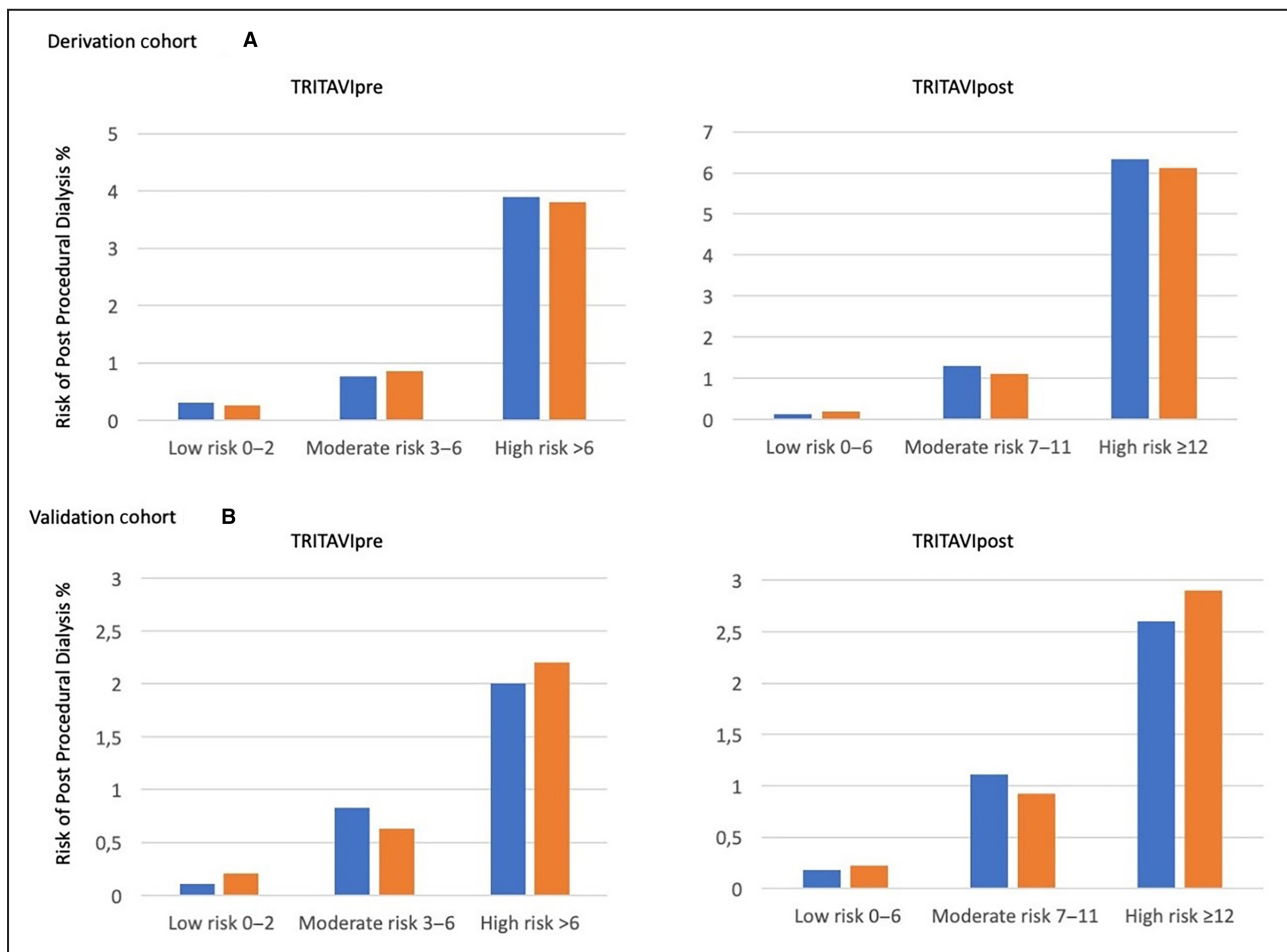 Derivation cohort A
TRITAVIpre
TRITAVIpost
Risk of Post Procedural Dialysis %
5
4
3
2
1
0
Low risk 0–2 Moderate risk 3–6 High risk >6
7
6
5
4
3
2
1
0
Low risk 0–6 Moderate risk 7–11 High risk ≥12
Validation cohort B
TRITAVIpre
TRITAVIpost
Risk of Post Procedural Dialysis %
3
2,5
2
1,5
1
0,5
0
Low risk 0–2 Moderate risk 3–6 High risk >6
3
2,5
2
1,5
1
0,5
0
Low risk 0–6 Moderate risk 7–11 High risk ≥12